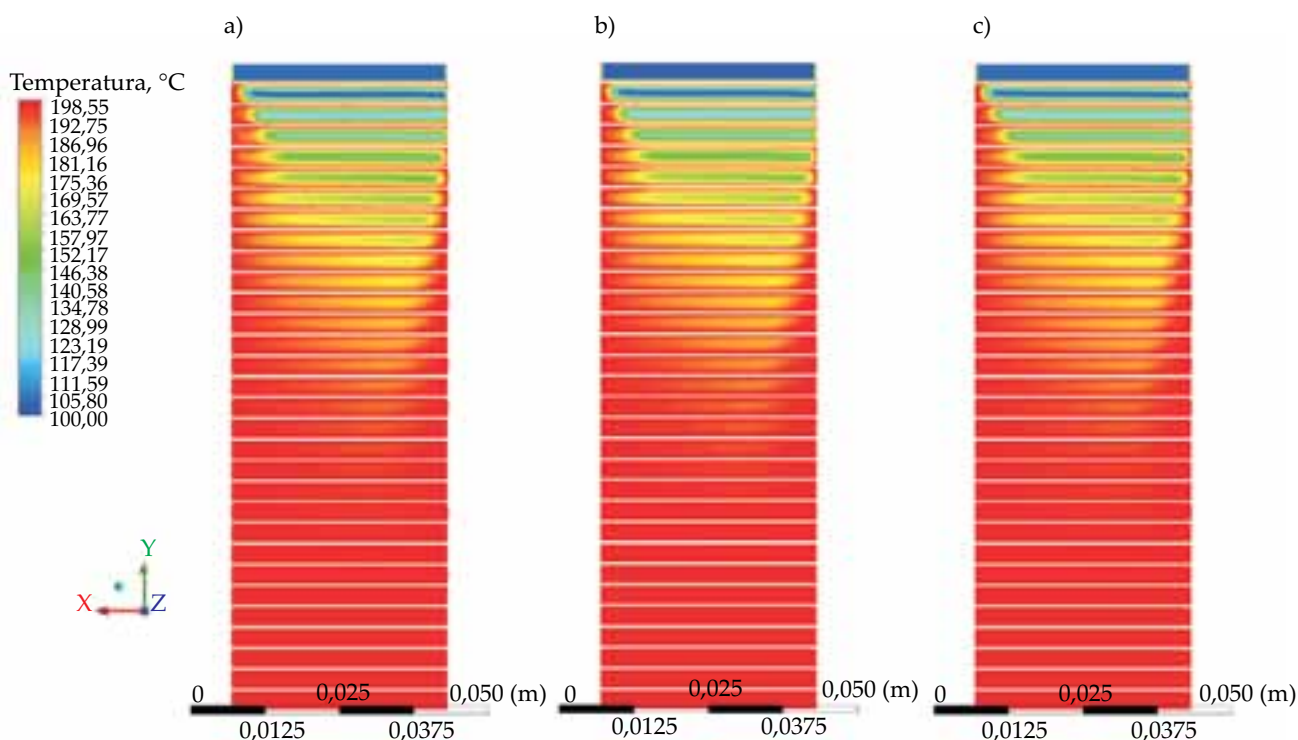 a)
b)
c)
Temperatura, °C
198,55
192,75
186,96
181,16
175,36
169,57
163,77
157,97
152,17
146,38
140,58
134,78
128,99
123,19
117,39
111,59
105,80
100,00
Y
X
Z
0 0,025 0,050 (m)
0,0125 0,0375
0 0,025 0,050 (m)
0,0125 0,0375
0 0,025 0,050 (m)
0,0125 0,0375